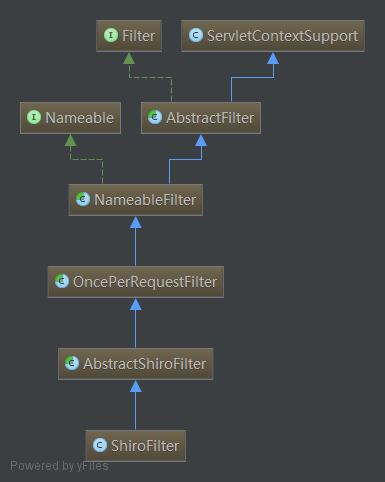 Filter
ServletContextSupport
Nameable
AbstractFilter
NameableFilter
OncePerRequestFilter
AbstractShiroFilter
ShiroFilter
Powered by yFiles